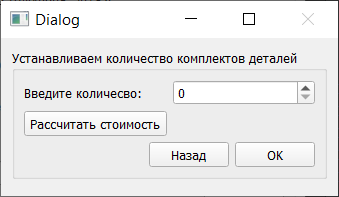 Dialog
Устанавливаем количество комплектов деталей
Введите количесво: 0
Рассчитать стоимость
Назад OK